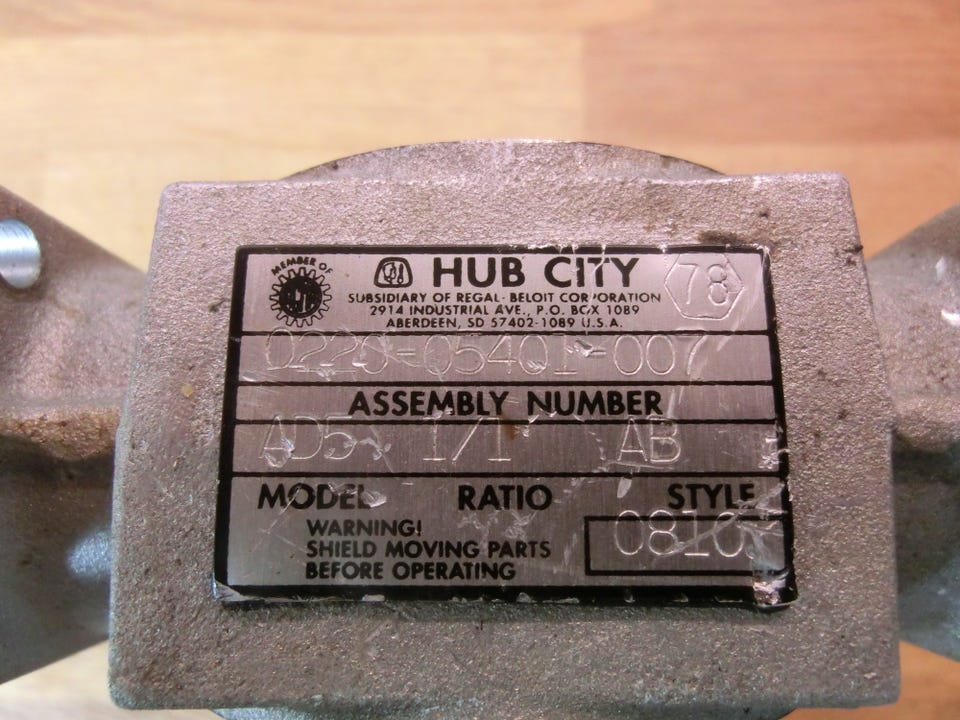 MEMBER OF
HUB CITY
78
SUBSIDIARY OF REGAL-BELOIT CORPORATION
2914 INDUSTRIAL AVE., P.O. BOX 1089
ABERDEEN, SD 57402-1089 U.S.A.
0220-05401-007
ASSEMBLY NUMBER
AD5 1/1 AB
MODEL RATIO STYLE
WARNING!
SHIELD MOVING PARTS
BEFORE OPERATING